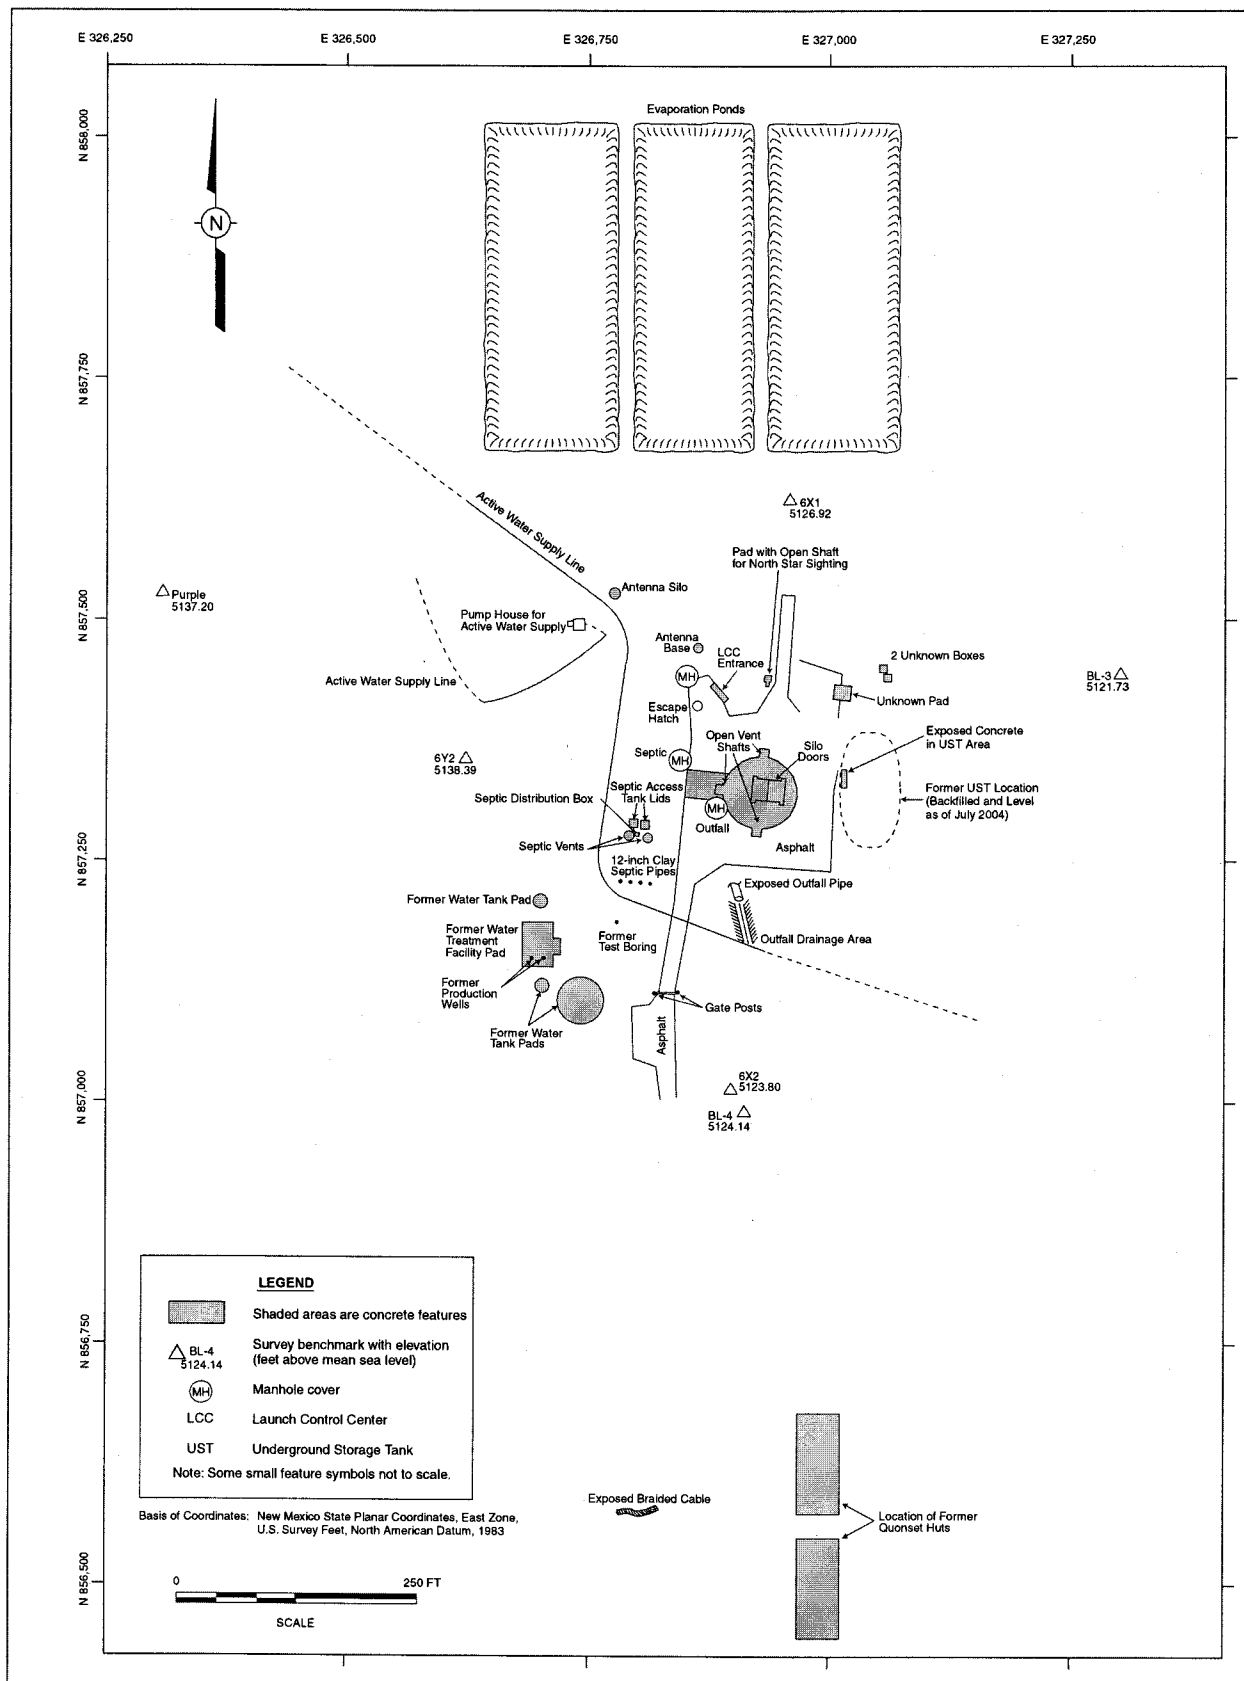 E 326,250
E 326,500
E 326,750
E 327,000
E 327,250
N 858,000
N 857,750
N 857,500
N 857,250
N 857,000
N 856,750
N 856,500
Evaporation Ponds
N
Active Water Supply Line
6X1
5126.92
Pad with Open Shaft
for North Star Sighting
Purple
5137.20
Antenna Silo
Pump House for
Active Water Supply
Antenna
Base
LCC
Entrance
2 Unknown Boxes
BL-3
5121.73
Active Water Supply Line
MH
Unknown Pad
Escape
Hatch
Open Vent
Shafts
Silo
Doors
Exposed Concrete
in UST Area
Septic
MH
6Y2
5138.39
Septic Access
Tank Lids
Former UST Location
(Backfilled and Level
as of July 2004)
Septic Distribution Box
MH
Outfall
Septic Vents
Asphalt
12-inch Clay
Septic Pipes
Exposed Outfall Pipe
Former Water Tank Pad
Former Water
Treatment
Facility Pad
Former
Test Boring
Outfall Drainage Area
Former
Production
Wells
Gate Posts
Former Water
Tank Pads
Asphalt
6X2
5123.80
BL-4
5124.14
LEGEND
Shaded areas are concrete features
BL-4
5124.14
Survey benchmark with elevation
(feet above mean sea level)
MH
Manhole cover
LCC
Launch Control Center
UST
Underground Storage Tank
Note: Some small feature symbols not to scale.
Basis of Coordinates: New Mexico State Planar Coordinates, East Zone,
U.S. Survey Feet, North American Datum, 1983
Exposed Braided Cable
Location of Former
Quonset Huts
0
250 FT
SCALE